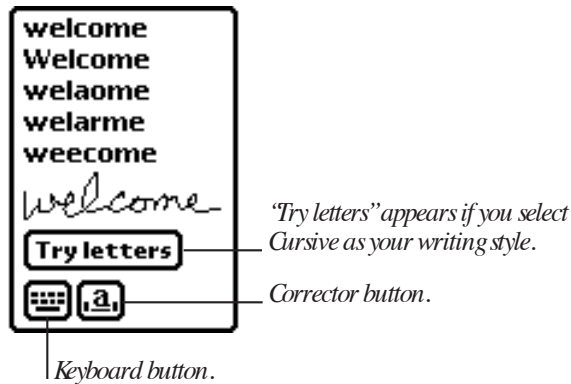 welcome
Welcome
welaome
welarme
weecome
welcome
Try letters
"Try letters" appears if you select
Cursive as your writing style.
.a.
Corrector button.
Keyboard button.